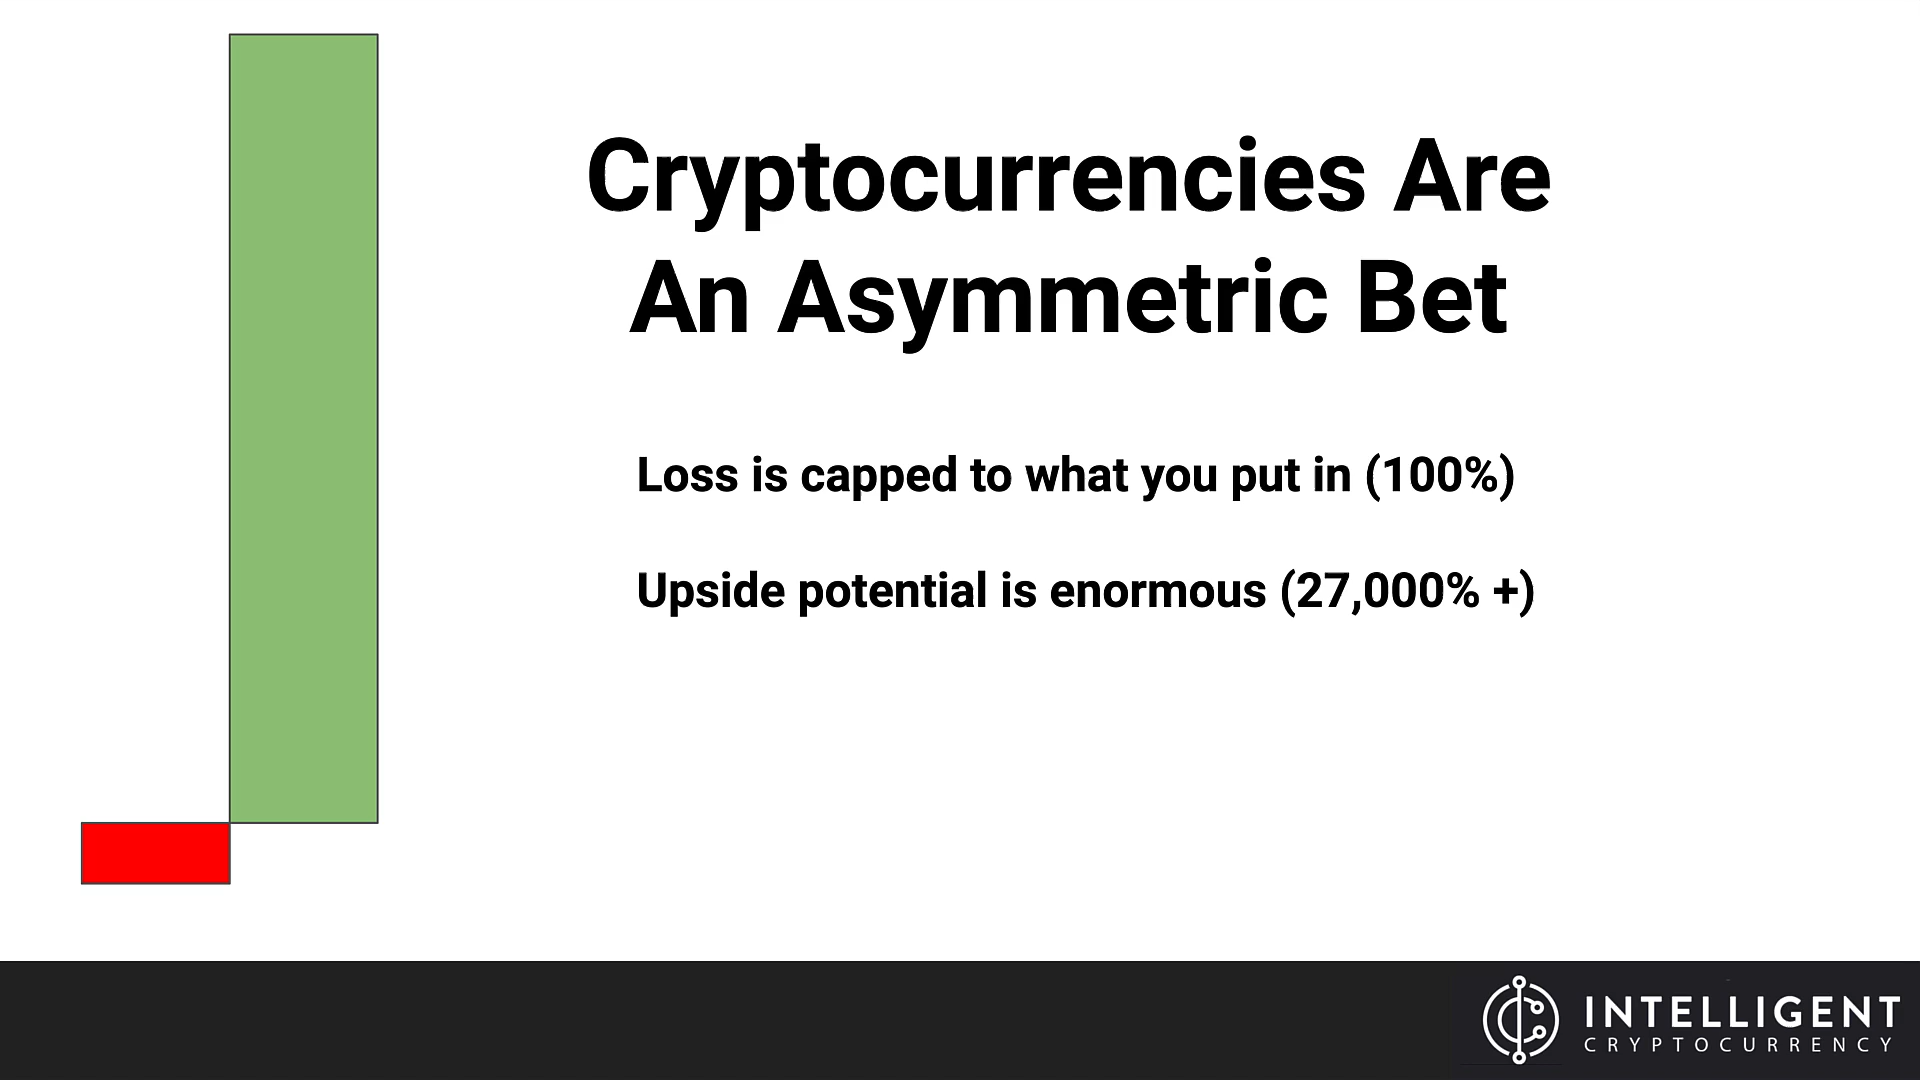 Cryptocurrencies Are
An Asymmetric Bet
Loss is capped to what you put in (100%)
Upside potential is enormous (27,000% +)
INTELLIGENT
CRYPTOCURRENCY